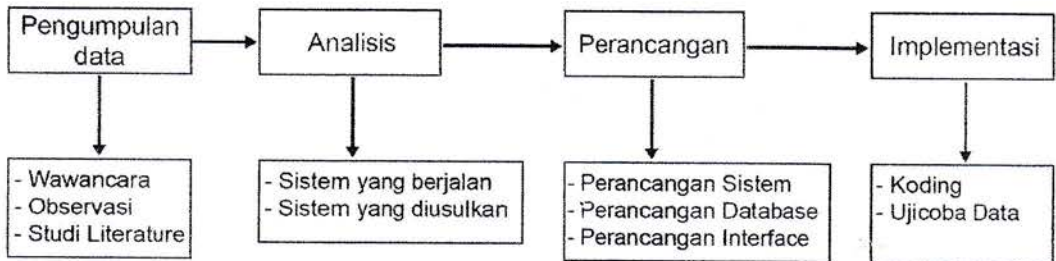 Pengumpulan
data
Analisis
Perancangan
Implementasi
- Wawancara
- Observasi
- Studi Literature
- Sistem yang berjalan
- Sistem yang diusulkan
- Perancangan Sistem
- Perancangan Database
- Perancangan Interface
- Koding
- Ujicoba Data